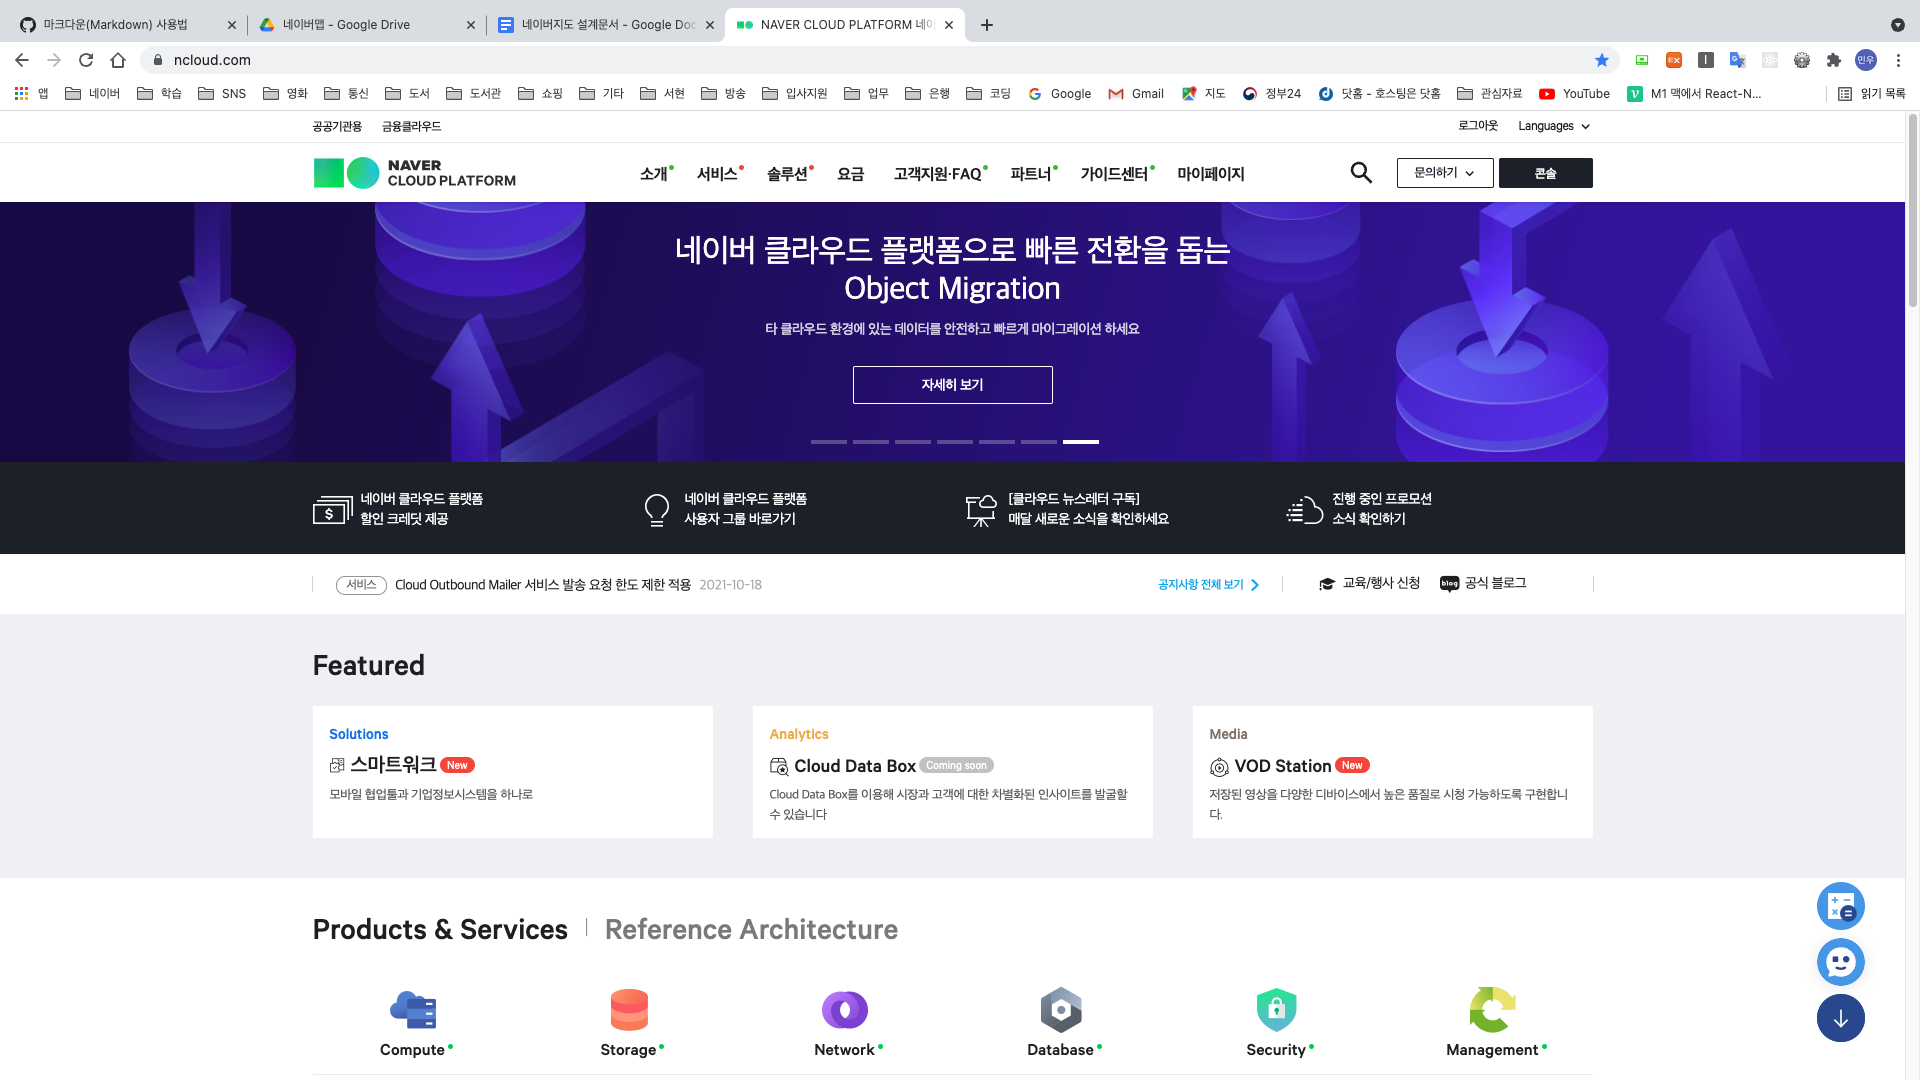 마크다운(Markdown) 사용법
네이버맵 - Google Drive
네이버지도 설계문서 - Google Doc
NAVER CLOUD PLATFORM 네이
ncloud.com
민우
앱
네이버
학습
SNS
영화
통신
도서
도서관
쇼핑
기타
서현
방송
입사지원
업무
은행
코딩
Google
Gmail
지도
정부24
닷홈 - 호스팅은 닷홈
관심자료
YouTube
M1 맥에서 React-N...
읽기 목록
공공기관용
금융클라우드
로그아웃
Languages
NAVER
CLOUD PLATFORM
소개
서비스
솔루션
요금
고객지원·FAQ
파트너
가이드센터
마이페이지
문의하기
콘솔
네이버 클라우드 플랫폼으로 빠른 전환을 돕는
Object Migration
타 클라우드 환경에 있는 데이터를 안전하고 빠르게 마이그레이션 하세요
자세히 보기
네이버 클라우드 플랫폼
할인 크레딧 제공
네이버 클라우드 플랫폼
사용자 그룹 바로가기
[클라우드 뉴스레터 구독]
매달 새로운 소식을 확인하세요
진행 중인 프로모션
소식 확인하기
서비스
Cloud Outbound Mailer 서비스 발송 요청 한도 제한 적용 2021-10-18
공지사항 전체 보기
교육/행사 신청
blog
공식 블로그
Featured
Solutions
스마트워크 New
모바일 협업툴과 기업정보시스템을 하나로
Analytics
Cloud Data Box Coming soon
Cloud Data Box를 이용해 시장과 고객에 대한 차별화된 인사이트를 발굴할
수 있습니다
Media
VOD Station New
저장된 영상을 다양한 디바이스에서 높은 품질로 시청 가능하도록 구현합니
다.
Products & Services
Reference Architecture
Compute
Storage
Network
Database
Security
Management